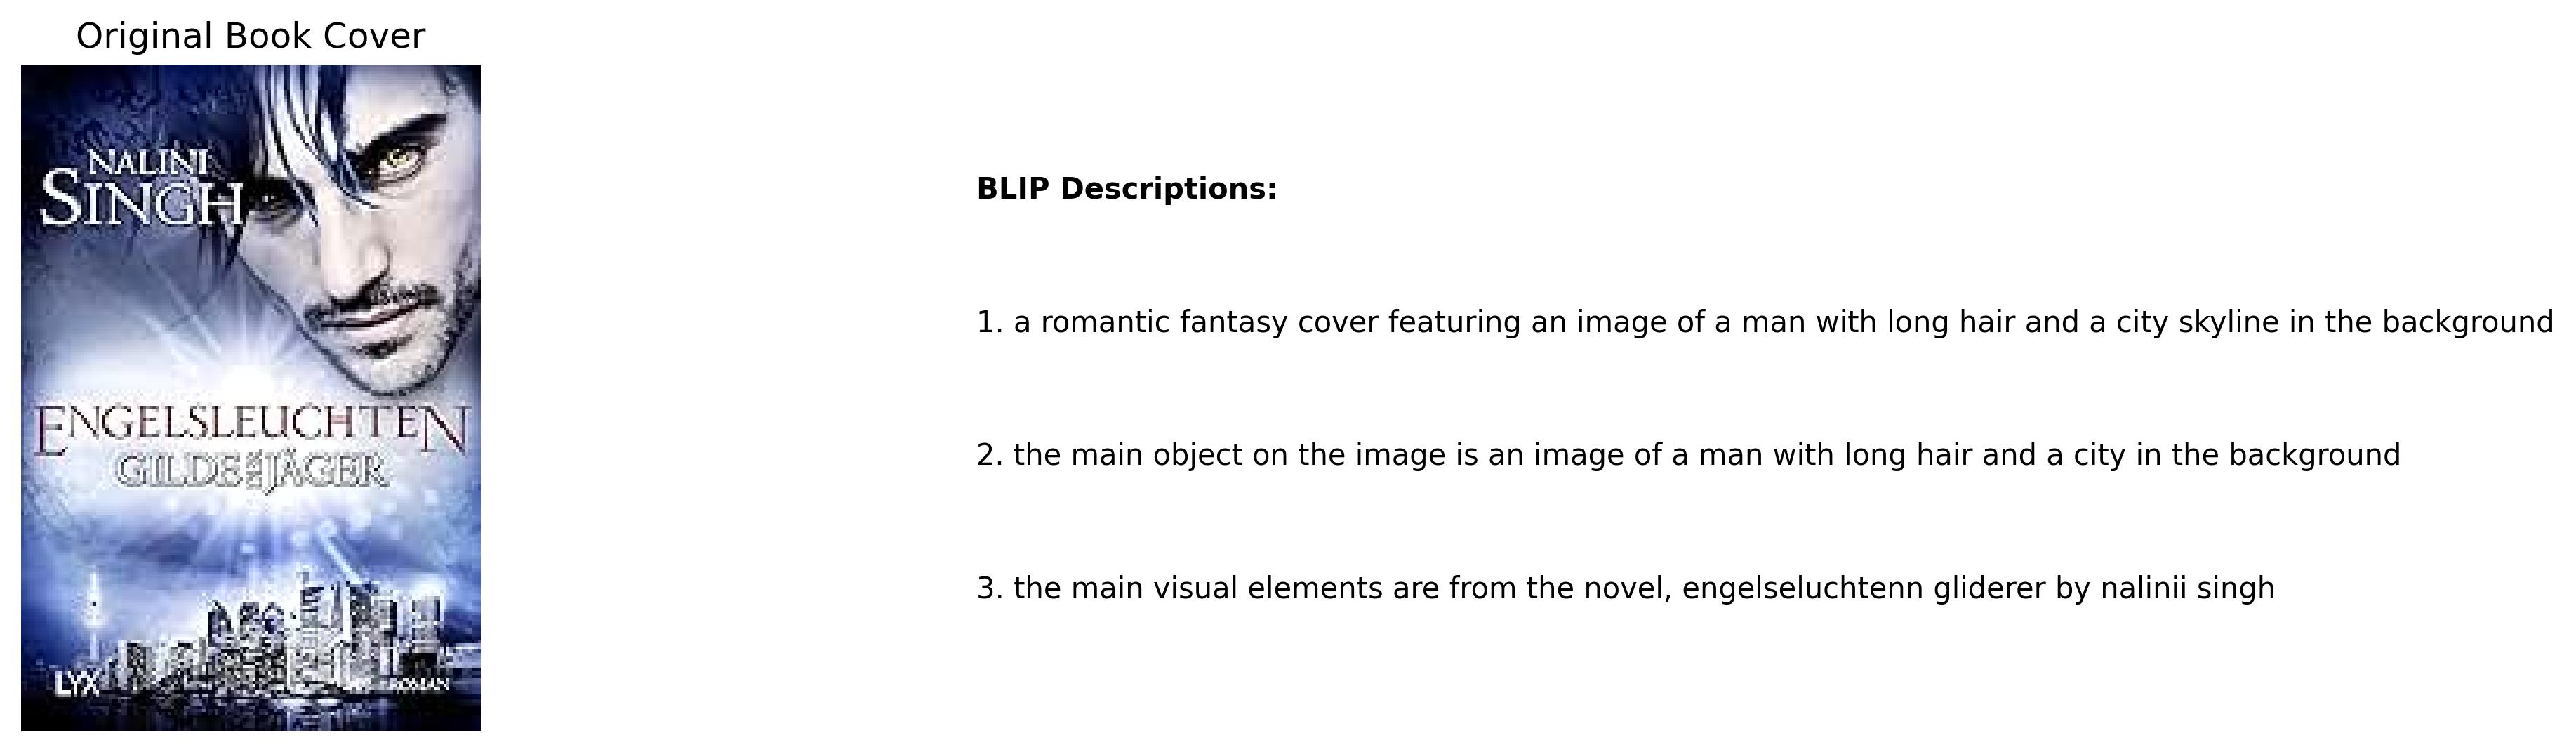 Original Book Cover
NALINI
SINGH
ENGELSLEUCHTEN
GILDE DER JÄGER
LYX
ROMAN
BLIP Descriptions:
1. a romantic fantasy cover featuring an image of a man with long hair and a city skyline in the background
2. the main object on the image is an image of a man with long hair and a city in the background
3. the main visual elements are from the novel, engelseluchtenn gliderer by nalinii singh